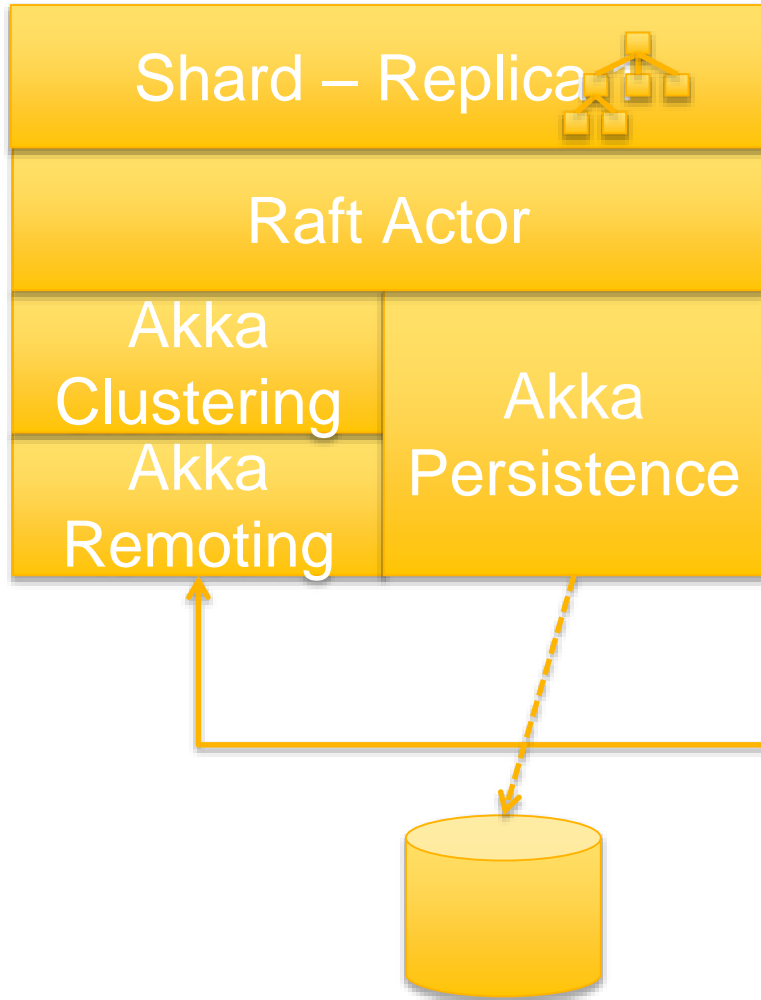 Shard – Replica
Raft Actor
Akka
Clustering
Akka
Persistence
Akka
Remoting